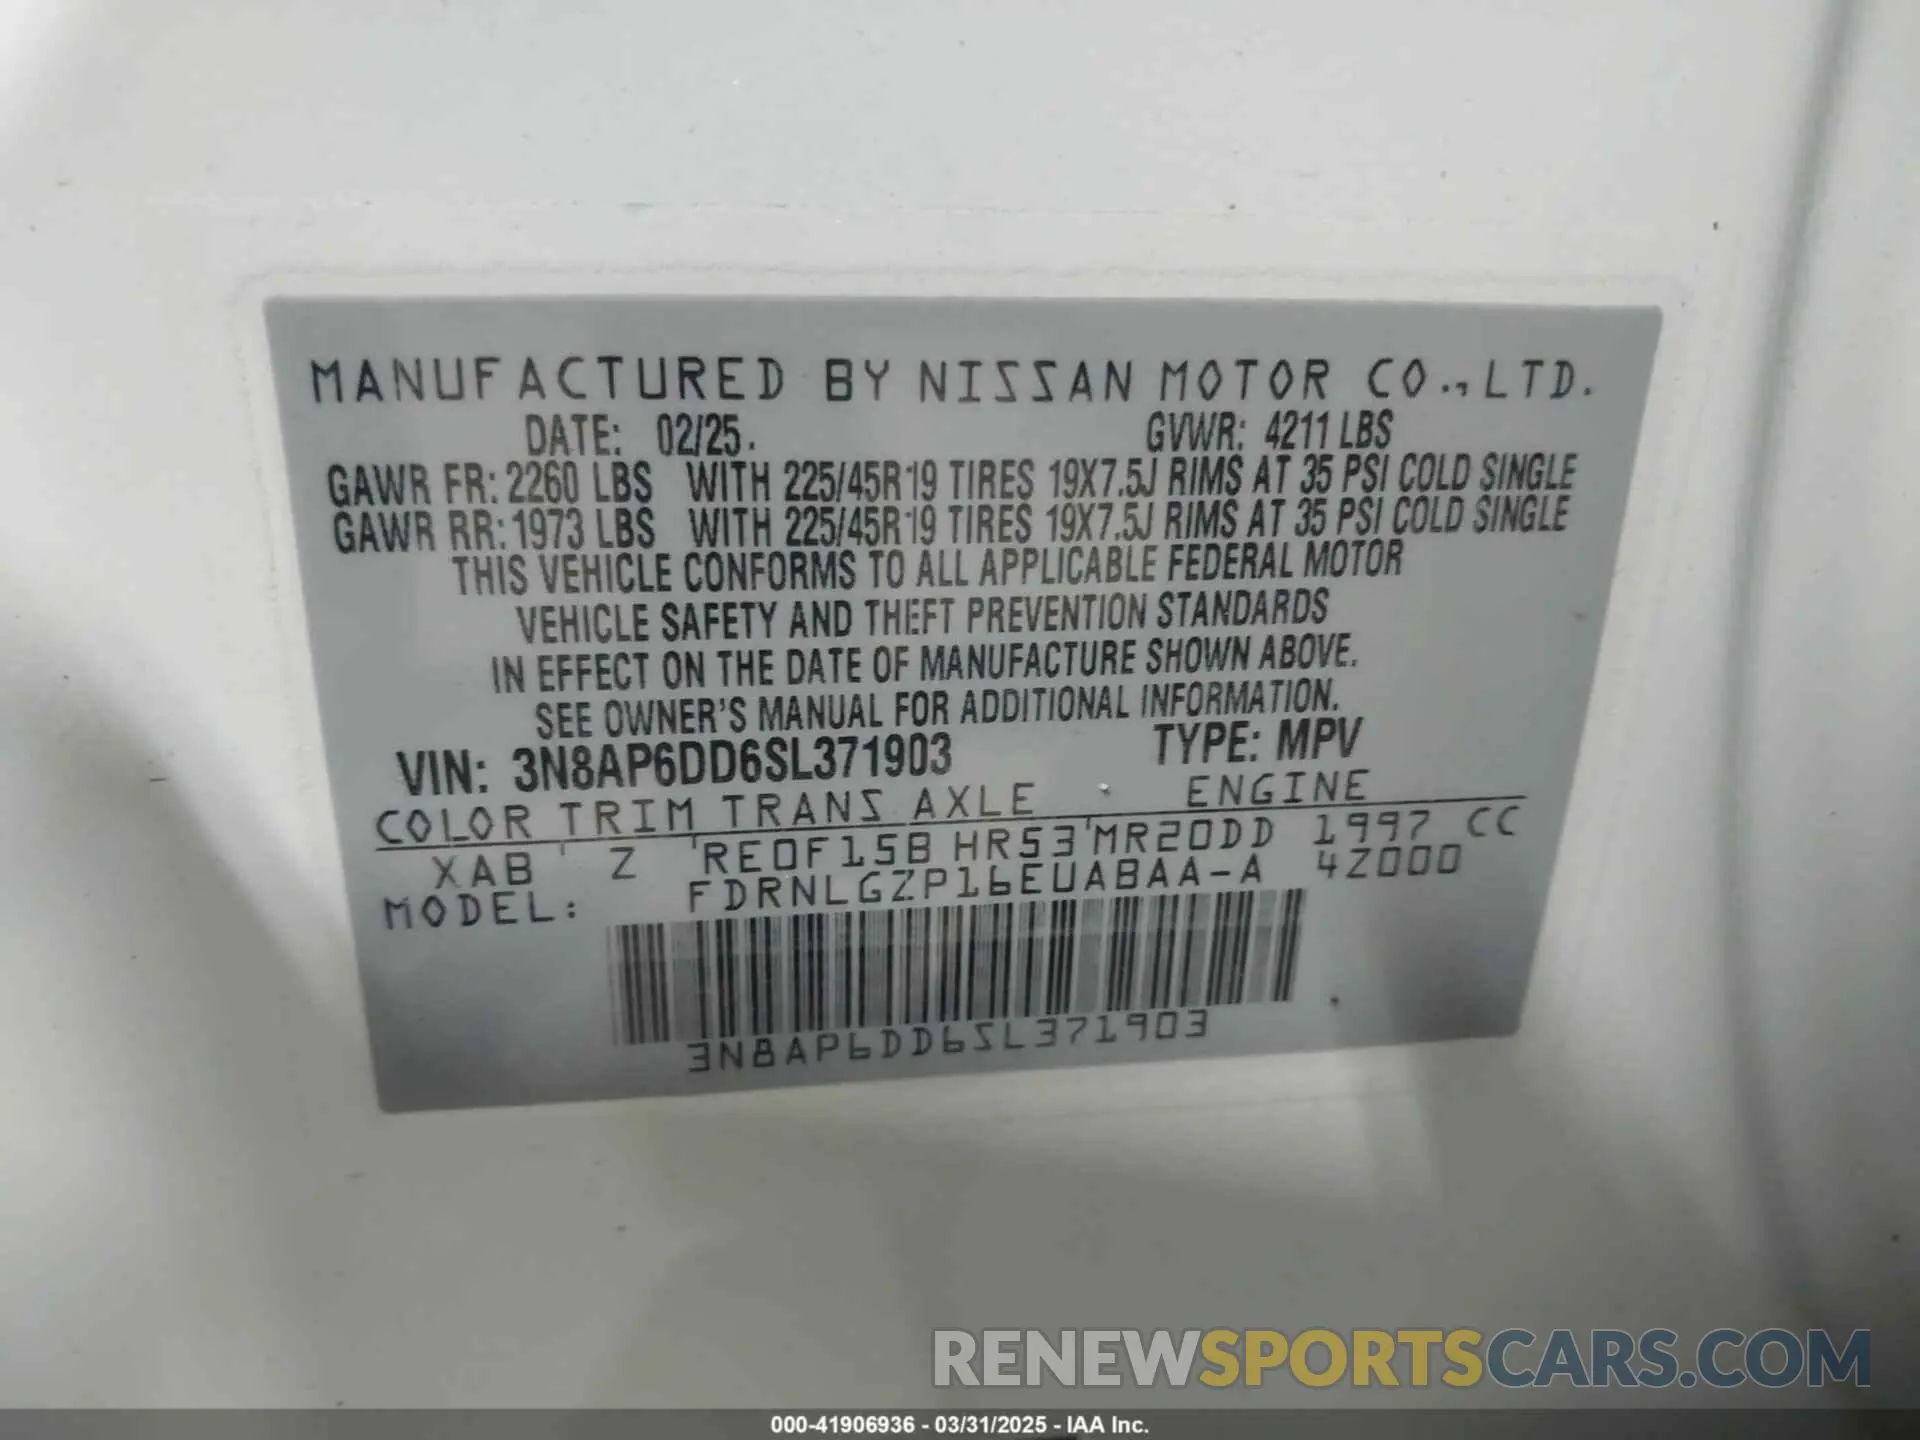 MANUFACTURED BY NISSAN MOTOR CO., LTD.
DATE: 02/25. GVWR: 4211 LBS
GAWR FR: 2260 LBS WITH 225/45R19 TIRES 19X7.5J RIMS AT 35 PSI COLD SINGLE
GAWR RR: 1973 LBS WITH 225/45R19 TIRES 19X7.5J RIMS AT 35 PSI COLD SINGLE
THIS VEHICLE CONFORMS TO ALL APPLICABLE FEDERAL MOTOR
VEHICLE SAFETY AND THEFT PREVENTION STANDARDS
IN EFFECT ON THE DATE OF MANUFACTURE SHOWN ABOVE.
SEE OWNER'S MANUAL FOR ADDITIONAL INFORMATION.
VIN: 3N8AP6DD6SL371903 TYPE: MPV
COLOR TRIM TRANS AXLE ENGINE
XAB Z RE0F15B HR53 MR20DD 1997 CC
MODEL: FDRNLGZP16EUABAA-A 4Z000
3N8AP6DD6SL371903
RENEWSPORTSCARS.COM
000-41906936 - 03/31/2025 - IAA Inc.